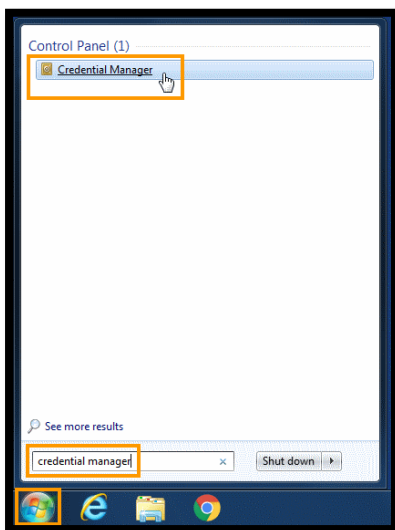 Control Panel (1)
Credential Manager
See more results
credential manager
Shut down